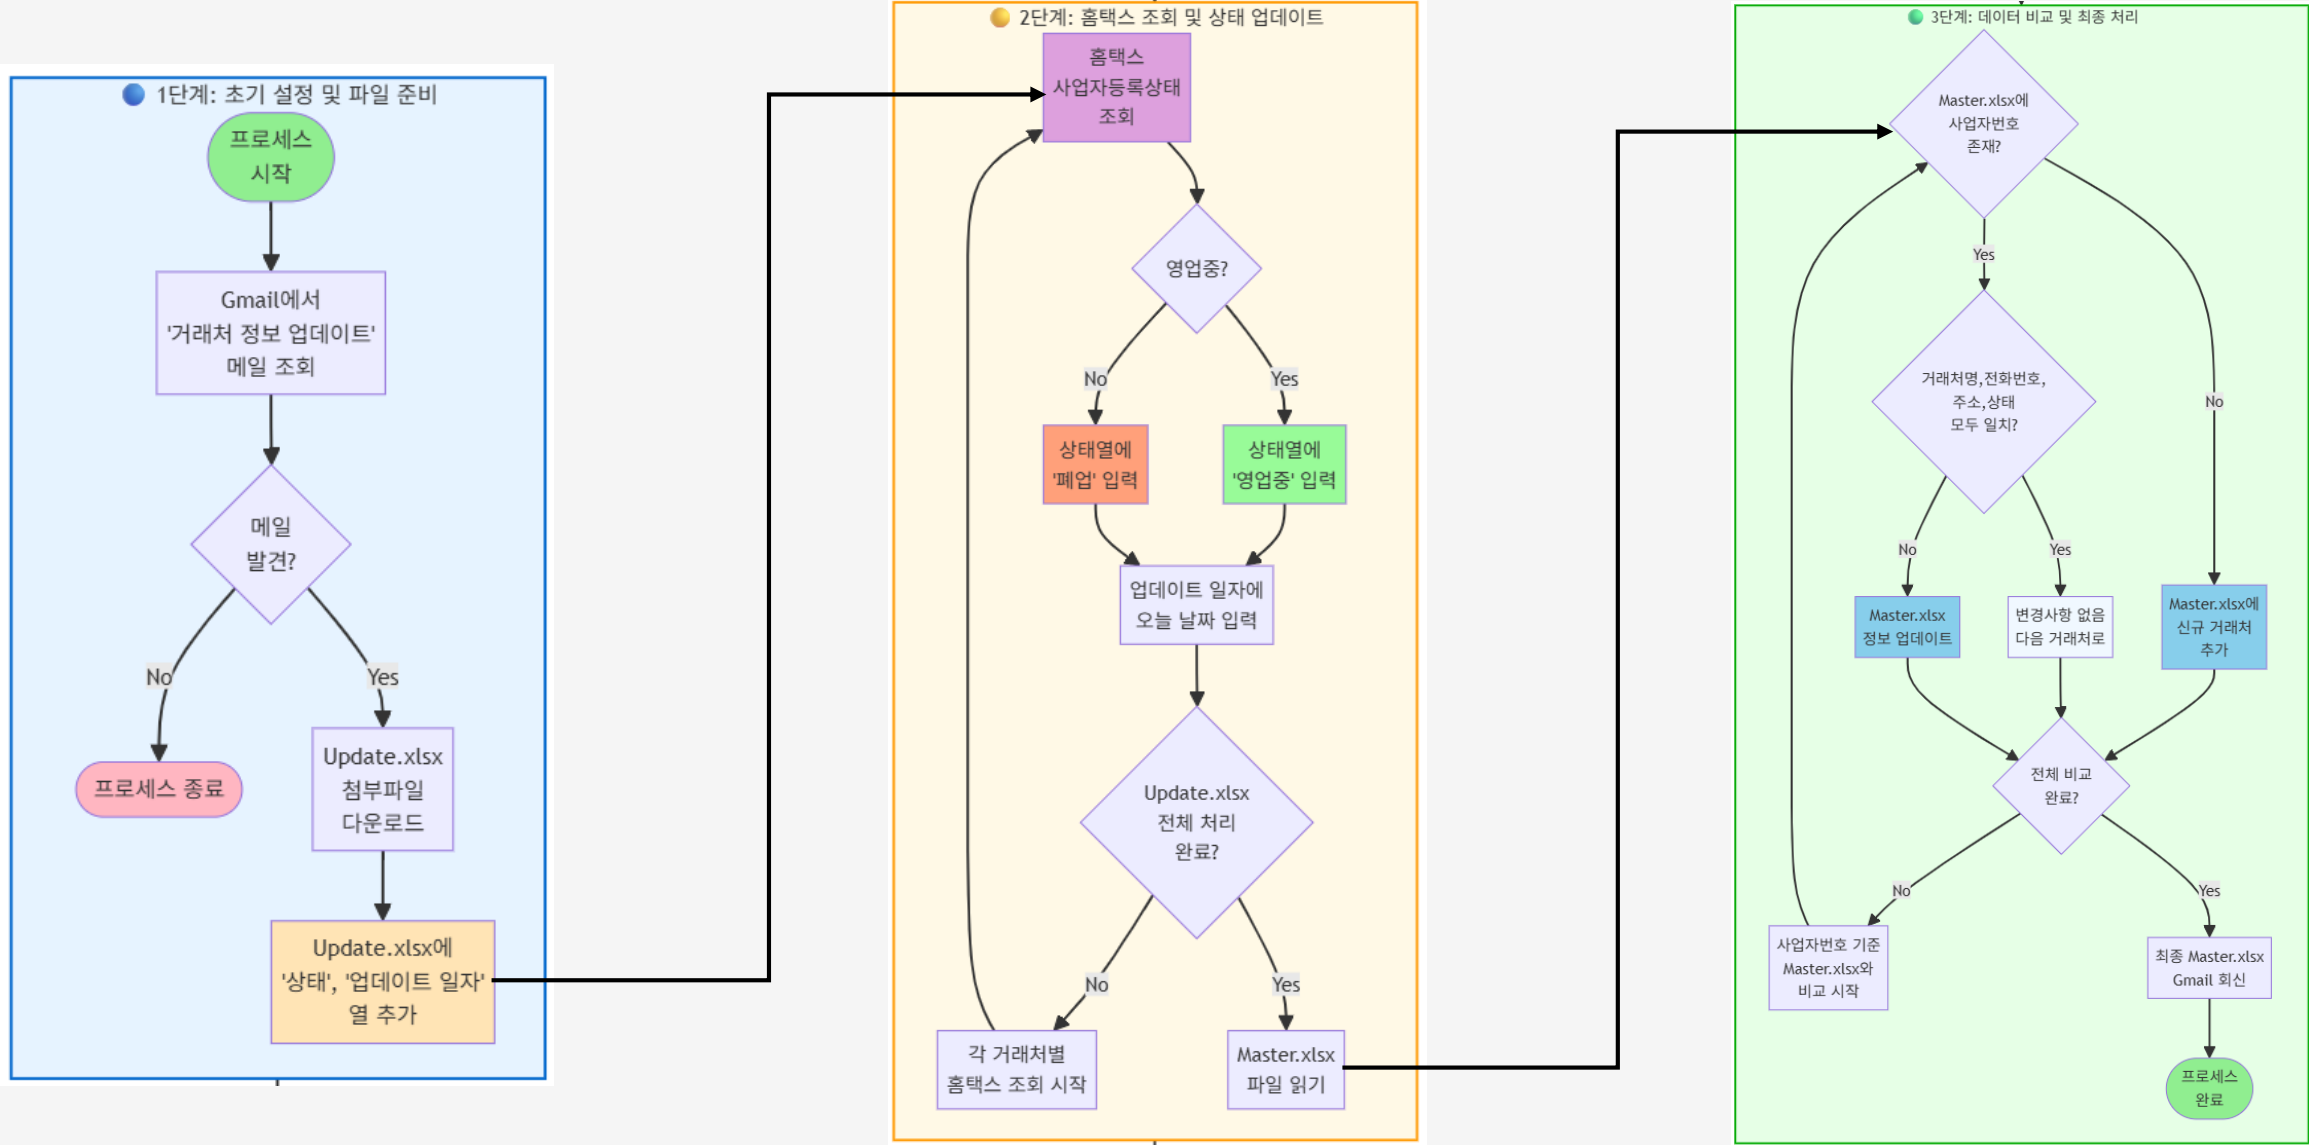 1단계: 초기 설정 및 파일 준비
프로세스
시작
Gmail에서
'거래처 정보 업데이트'
메일 조회
메일
발견?
No
Yes
프로세스 종료
Update.xlsx
첨부파일
다운로드
Update.xlsx에
'상태', '업데이트 일자'
열 추가
2단계: 홈택스 조회 및 상태 업데이트
홈택스
사업자등록상태
조회
영업중?
No
Yes
상태열에
'폐업' 입력
상태열에
'영업중' 입력
업데이트 일자에
오늘 날짜 입력
Update.xlsx
전체 처리
완료?
No
Yes
각 거래처별
홈택스 조회 시작
Master.xlsx
파일 읽기
3단계: 데이터 비교 및 최종 처리
Master.xlsx에
사업자번호
존재?
Yes
No
거래처명,전화번호,
주소,상태
모두 일치?
No
Yes
Master.xlsx
정보 업데이트
변경사항 없음
다음 거래처로
Master.xlsx에
신규 거래처
추가
전체 비교
완료?
No
Yes
사업자번호 기준
Master.xlsx와
비교 시작
최종 Master.xlsx
Gmail 회신
프로세스
완료